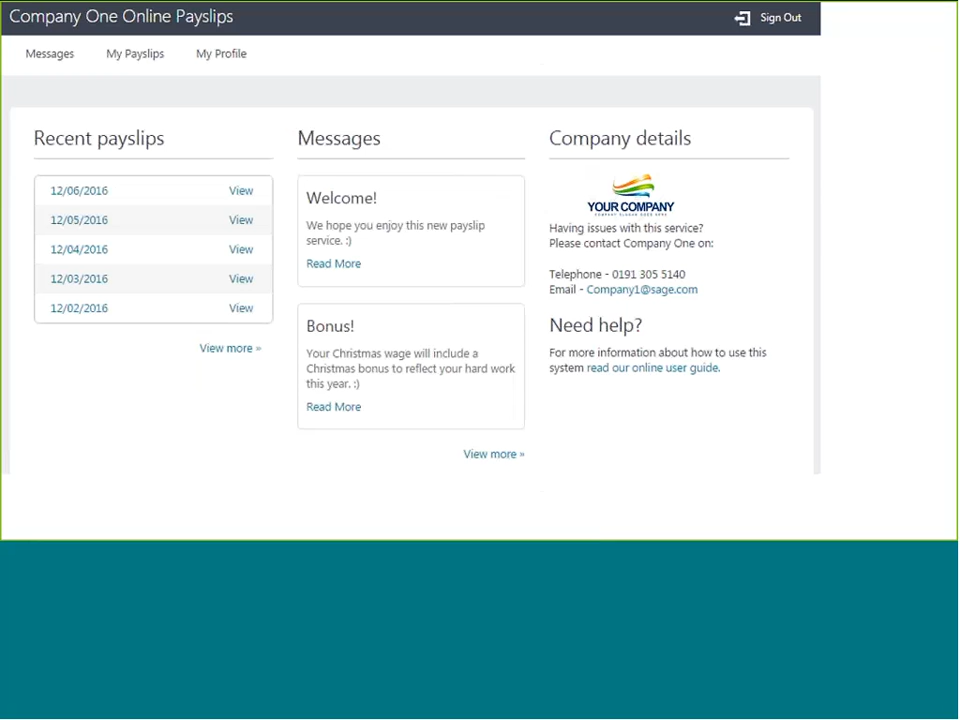 Company One Online Payslips
Sign Out
Messages
My Payslips
My Profile
Recent payslips
12/06/2016 View
12/05/2016 View
12/04/2016 View
12/03/2016 View
12/02/2016 View
View more »
Messages
Welcome!
We hope you enjoy this new payslip
service. :)
Read More
Bonus!
Your Christmas wage will include a
Christmas bonus to reflect your hard work
this year. :)
Read More
View more »
Company details
YOUR COMPANY
Having issues with this service?
Please contact Company One on:
Telephone - 0191 305 5140
Email - Company1@sage.com
Need help?
For more information about how to use this
system read our online user guide.